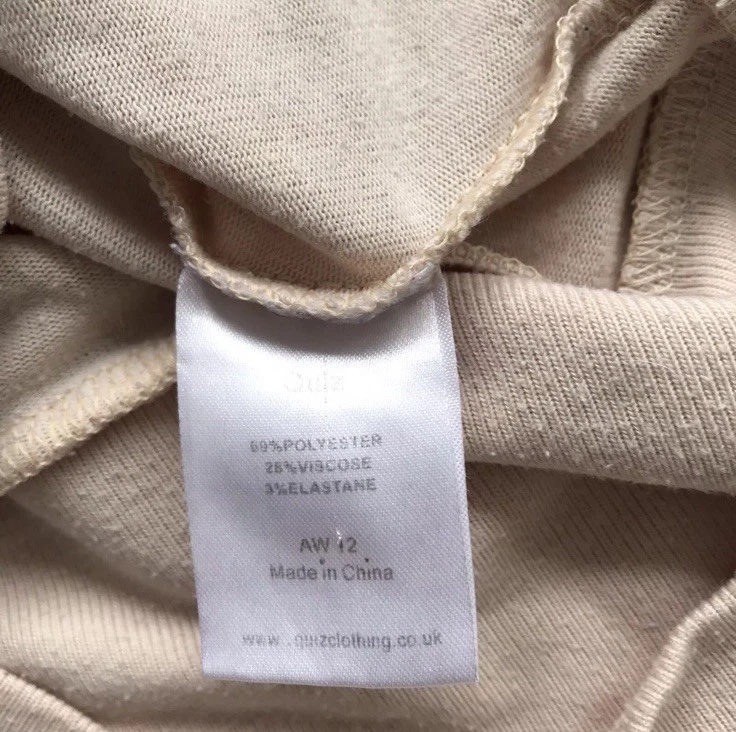 Quiz
69%POLYESTER
28%VISCOSE
3%ELASTANE
AW 12
Made in China
www.quizclothing.co.uk